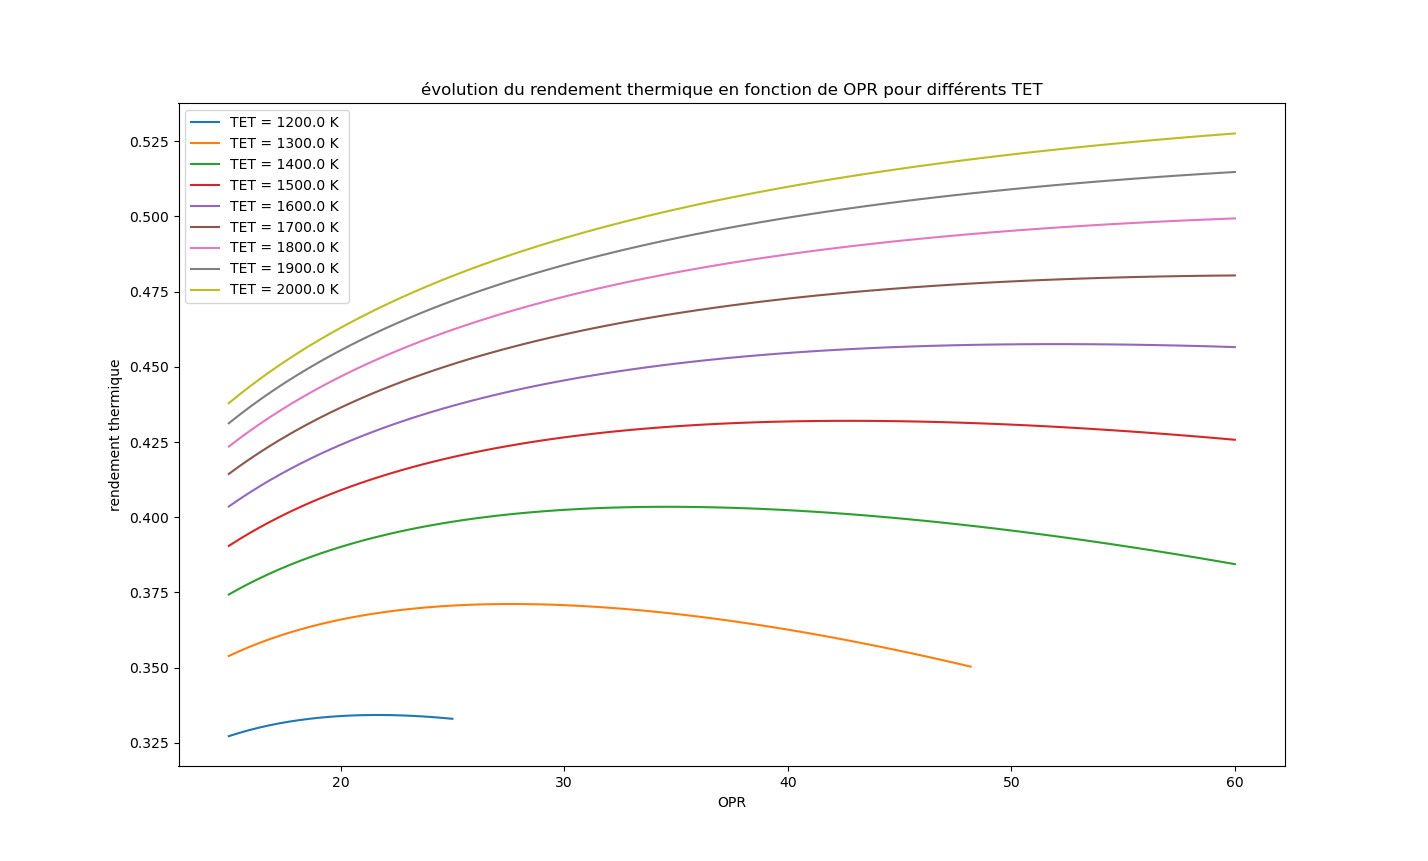 évolution du rendement thermique en fonction de OPR pour différents TET
TET = 1200.0 K
TET = 1300.0 K
TET = 1400.0 K
TET = 1500.0 K
TET = 1600.0 K
TET = 1700.0 K
TET = 1800.0 K
TET = 1900.0 K
TET = 2000.0 K
rendement thermique
0.525
0.500
0.475
0.450
0.425
0.400
0.375
0.350
0.325
20 30 40 50 60
OPR